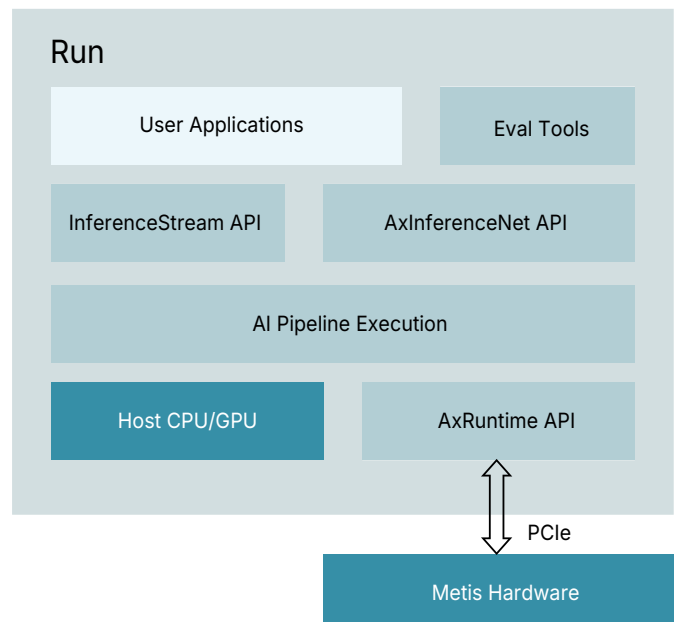 Run
User Applications
Eval Tools
InferenceStream API
AxInferenceNet API
AI Pipeline Execution
Host CPU/GPU
AxRuntime API
PCIe
Metis Hardware